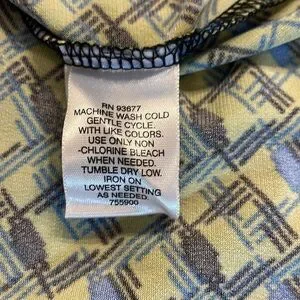 RN 93677
MACHINE WASH COLD
GENTLE CYCLE.
WITH LIKE COLORS.
USE ONLY NON
-CHLORINE BLEACH
WHEN NEEDED.
TUMBLE DRY LOW.
IRON ON
LOWEST SETTING
AS NEEDED
755900